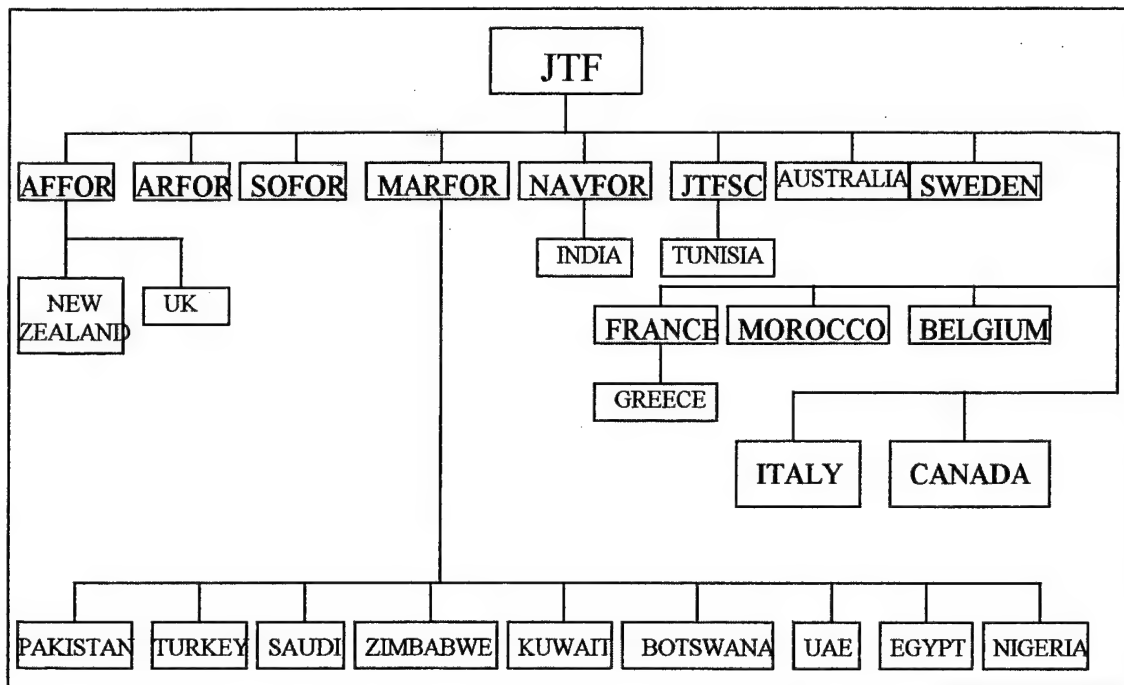 JTF
AFFOR
ARFOR
SOFOR
MARFOR
NAVFOR
JTFSC
AUSTRALIA
SWEDEN
NEW
ZEALAND
UK
INDIA
TUNISIA
FRANCE
MOROCCO
BELGIUM
GREECE
ITALY
CANADA
PAKISTAN
TURKEY
SAUDI
ZIMBABWE
KUWAIT
BOTSWANA
UAE
EGYPT
NIGERIA